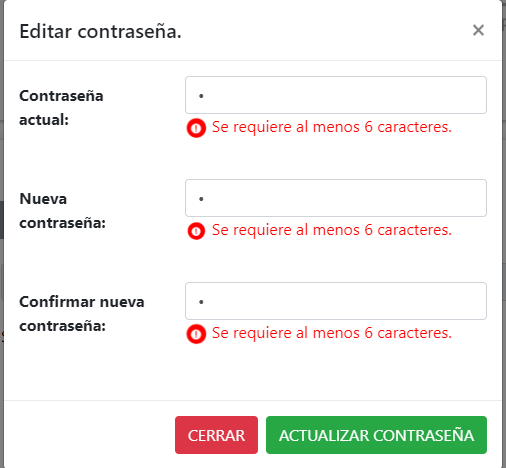 Editar contraseña.
×
Contraseña
actual:
•
Se requiere al menos 6 caracteres.
Nueva
contraseña:
•
Se requiere al menos 6 caracteres.
Confirmar nueva
contraseña:
•
Se requiere al menos 6 caracteres.
CERRAR
ACTUALIZAR CONTRASEÑA